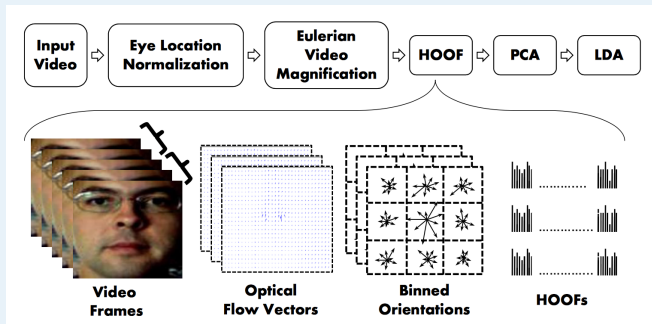 Input
Video
Eye Location
Normalization
Eulerian
Video
Magnification
HOOF
PCA
LDA
Video
Frames
Optical
Flow Vectors
Binned
Orientations
HOOFs